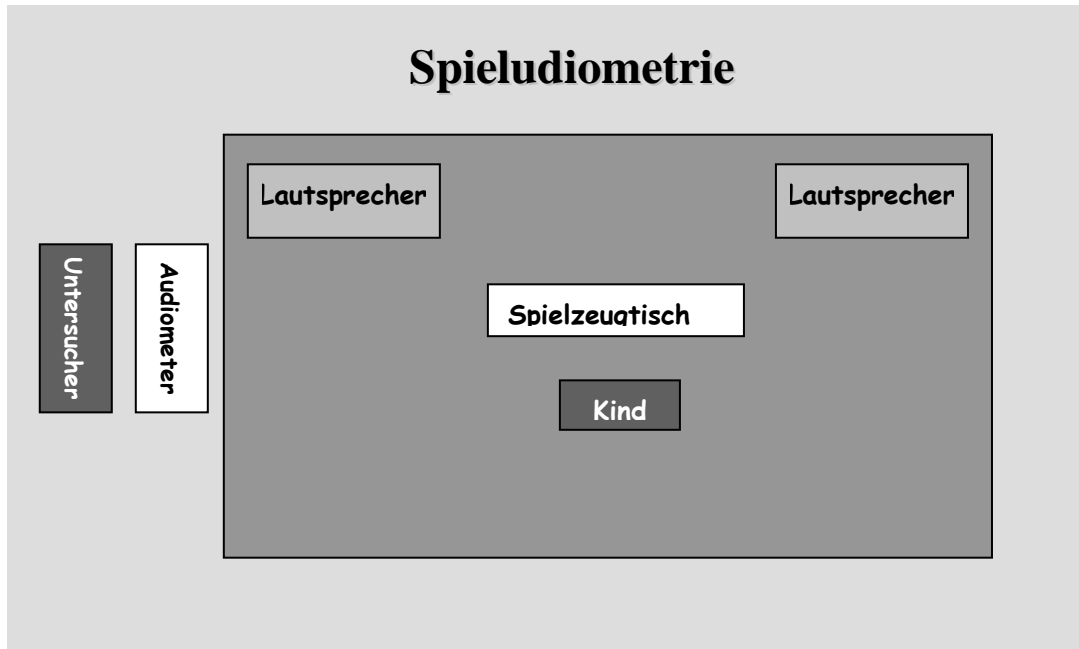 Spieludiometrie
Lautsprecher
Lautsprecher
Untersucher
Audiometer
Spielzeugtisch
Kind